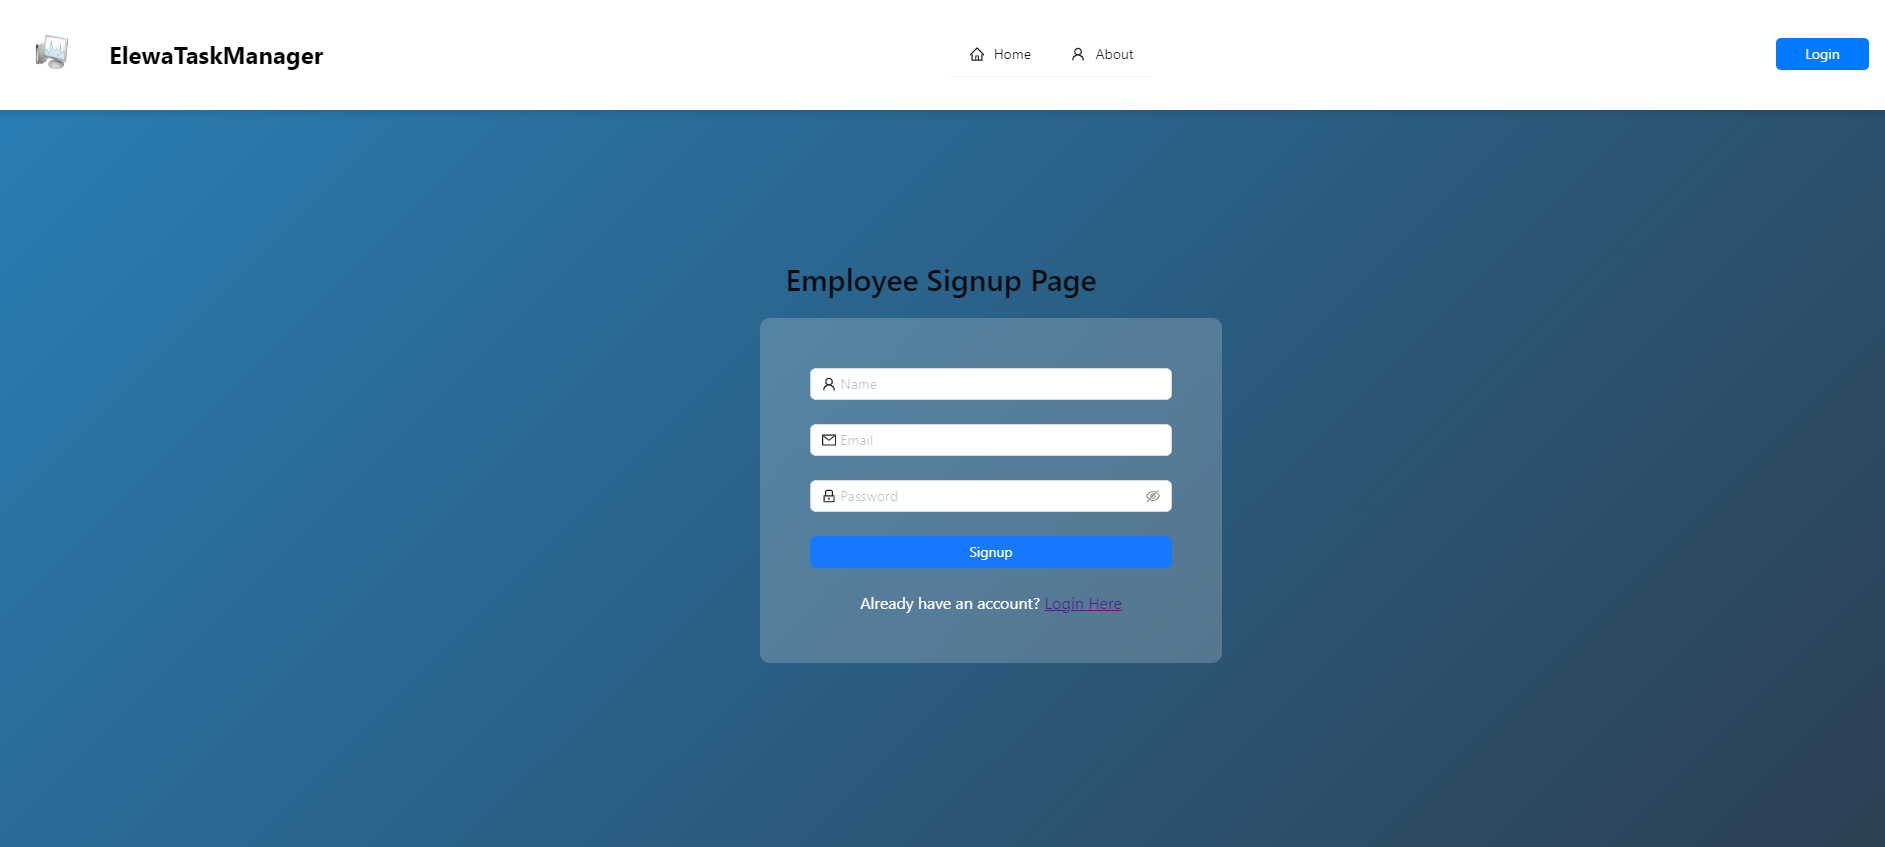 ElewaTaskManager
Home
About
Login
Employee Signup Page
Name
Email
Password
Signup
Already have an account? Login Here